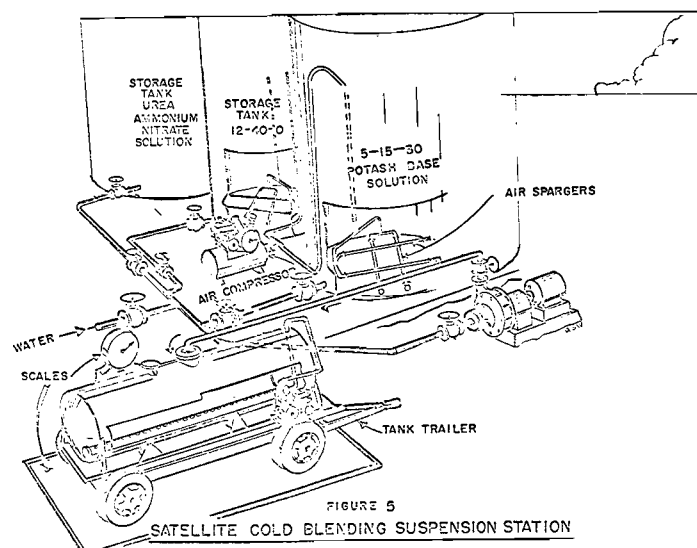 STORAGE
TANK
UREA
AMMONIUM
NITRATE
SOLUTION
STORAGE
TANK
12-40-0
5-15-30
POTASH BASE
SOLUTION
AIR SPARGERS
AIR COMPRESSOR
WATER
SCALES
TANK TRAILER
FIGURE 5
SATELLITE COLD BLENDING SUSPENSION STATION